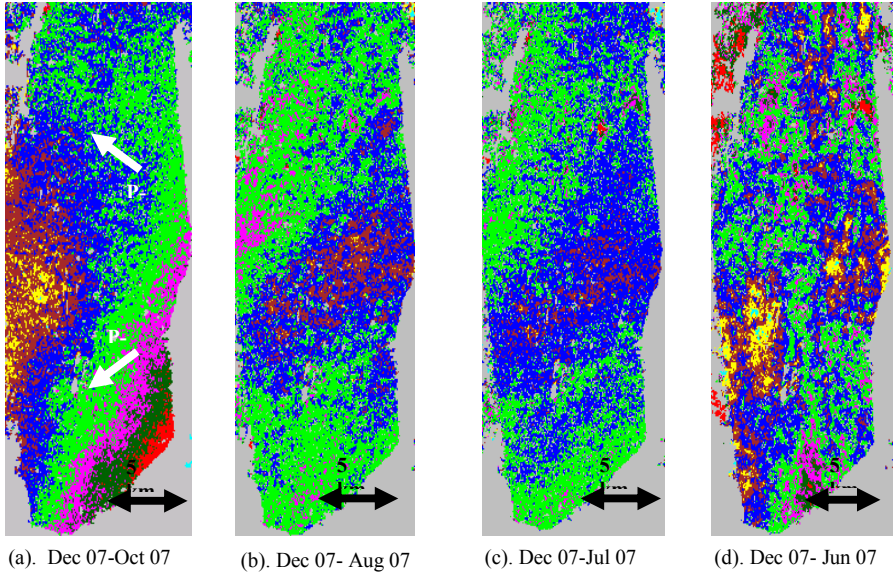 P-
P-
5
5
5
5
(a). Dec 07-Oct 07
(b). Dec 07- Aug 07
(c). Dec 07-Jul 07
(d). Dec 07- Jun 07